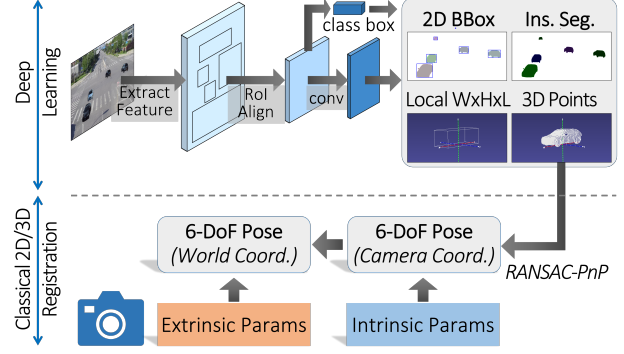 Deep
Learning
Extract
Feature
RoI
Align
conv
class box
2D BBox
Ins. Seg.
Local WxHxL
3D Points
Classical 2D/3D
Registration
6-DoF Pose
(World Coord.)
6-DoF Pose
(Camera Coord.)
RANSAC-PnP
Extrinsic Params
Intrinsic Params